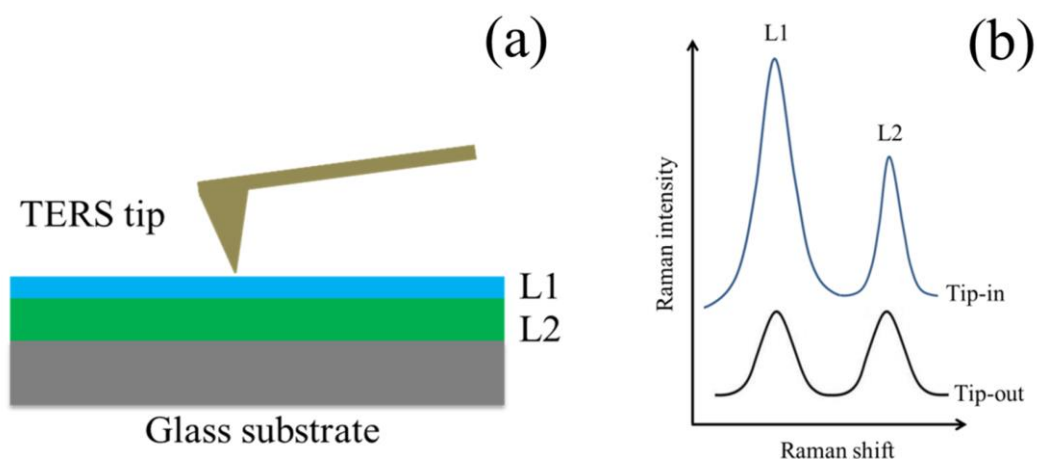 (a)
TERS tip
L1
L2
Glass substrate
(b)
L1
L2
Raman intensity
Tip-in
Tip-out
Raman shift